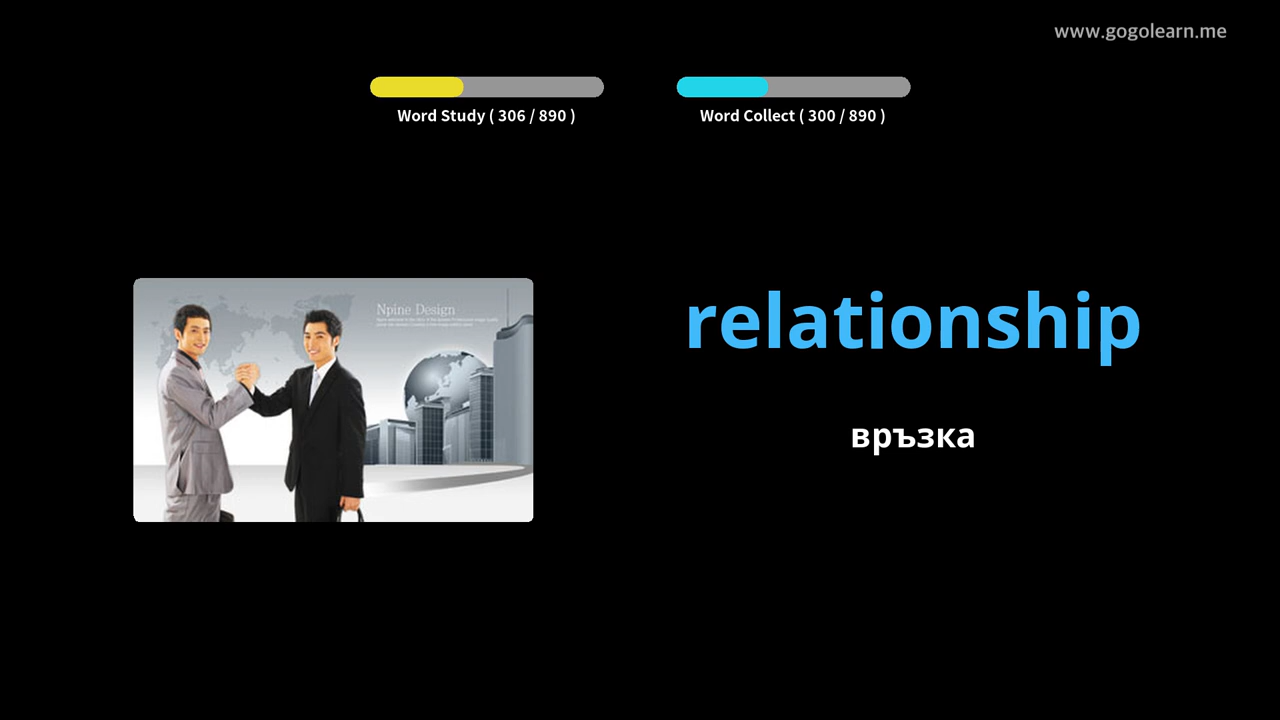 www.gogolearn.me
Word Study ( 306 / 890 )
Word Collect ( 300 / 890 )
Npine Design
relationship
връзка